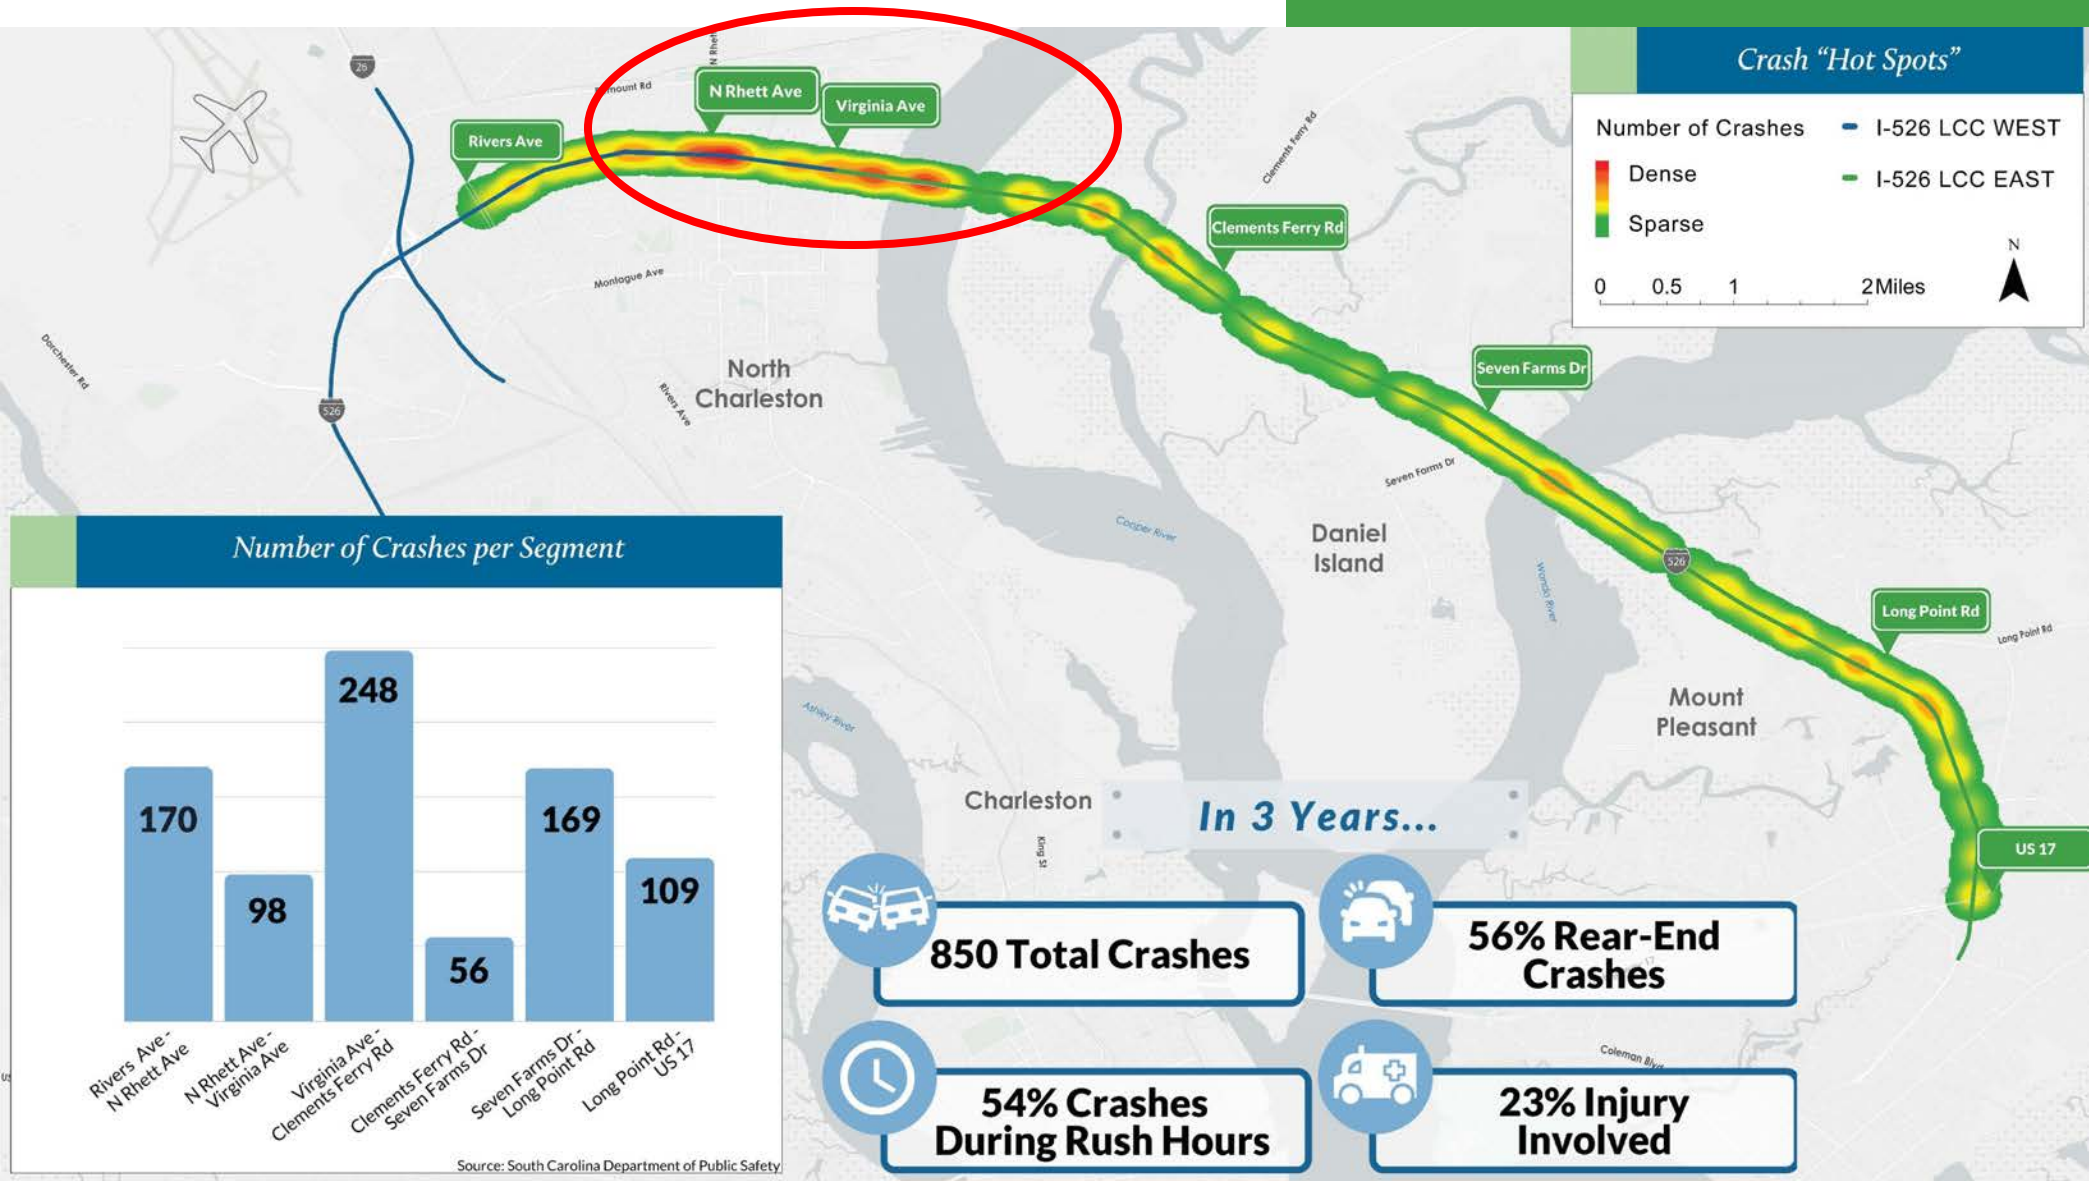 Crash “Hot Spots”
Number of Crashes
Dense
Sparse
I-526 LCC WEST
I-526 LCC EAST
0 0.5 1 2 Miles
N
26
N Rhett
mount Rd
N Rhett Ave
Virginia Ave
Rivers Ave
Clements Ferry Rd
Clements Ferry Rd
Montague Ave
Dorchester Rd
North
Charleston
Rivers Ave
526
Seven Farms Dr
Seven Farms Dr
Cooper River
Daniel
Island
Wando River
526
Long Point Rd
Long Point Rd
Mount
Pleasant
Ashley River
Charleston
King St
US 17
Coleman Blvd
US
17
Number of Crashes per Segment
170
98
248
56
169
109
Rivers Ave -
N Rhett Ave
N Rhett Ave -
Virginia Ave
Virginia Ave -
Clements Ferry Rd
Clements Ferry Rd -
Seven Farms Dr
Seven Farms Dr -
Long Point Rd
Long Point Rd -
US 17
Source: South Carolina Department of Public Safety
In 3 Years...
850 Total Crashes
56% Rear-End
Crashes
54% Crashes
During Rush Hours
23% Injury
Involved